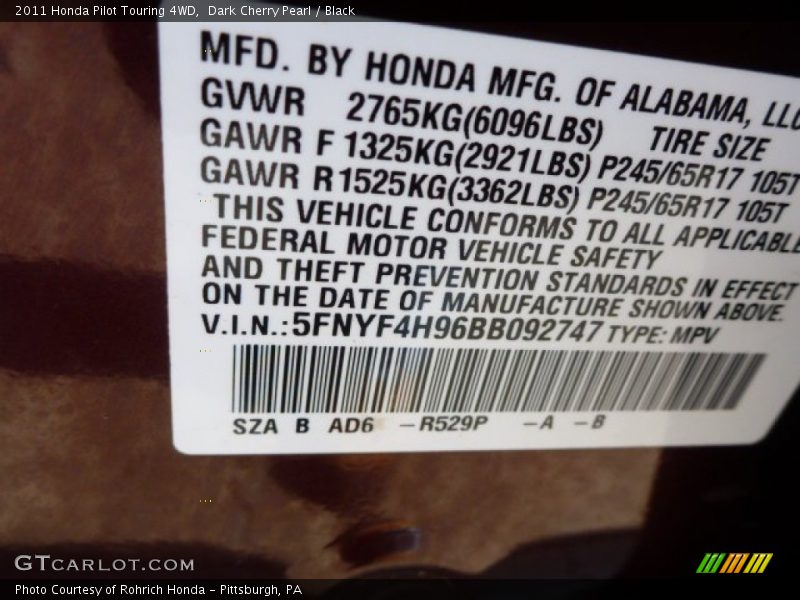 2011 Honda Pilot Touring 4WD,  Dark Cherry Pearl / Black
MFD. BY HONDA MFG. OF ALABAMA, LLC
GVWR 2765KG(6096LBS) TIRE SIZE
GAWR F 1325KG(2921LBS) P245/65R17 105T
GAWR R 1525KG(3362LBS) P245/65R17 105T
THIS VEHICLE CONFORMS TO ALL APPLICABLE
FEDERAL MOTOR VEHICLE SAFETY
AND THEFT PREVENTION STANDARDS IN EFFECT
ON THE DATE OF MANUFACTURE SHOWN ABOVE.
V.I.N.:5FNYF4H96BB092747 TYPE: MPV
SZA B AD6 –R529P –A –B
GTCARLOT.COM
Photo Courtesy of Rohrich Honda - Pittsburgh, PA